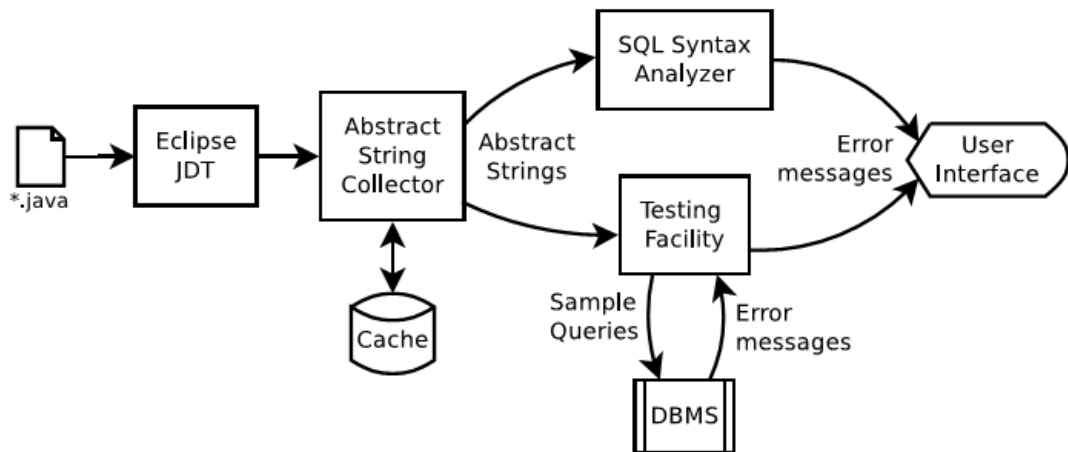 *.java
Eclipse
JDT
Abstract
String
Collector
Cache
Abstract
Strings
SQL Syntax
Analyzer
Testing
Facility
Sample
Queries
Error
messages
DBMS
Error
messages
User
Interface